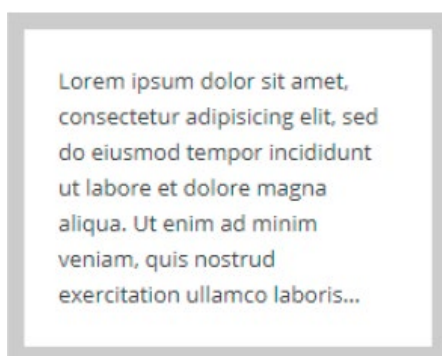 Lorem ipsum dolor sit amet,
consectetur adipisicing elit, sed
do eiusmod tempor incididunt
ut labore et dolore magna
aliqua. Ut enim ad minim
veniam, quis nostrud
exercitation ullamco laboris...